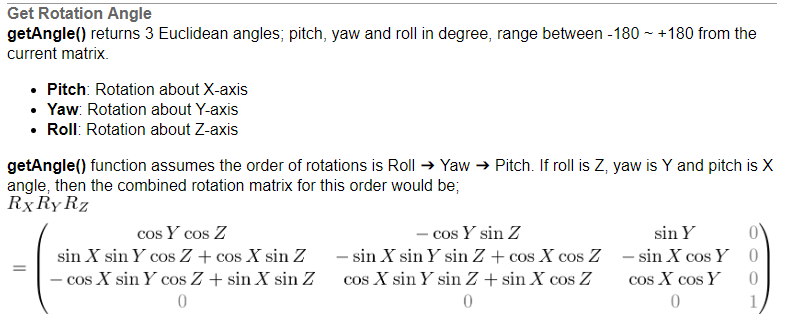 Get Rotation Angle
getAngle() returns 3 Euclidean angles; pitch, yaw and roll in degree, range between -180 ~ +180 from the
current matrix.
• Pitch: Rotation about X-axis
• Yaw: Rotation about Y-axis
• Roll: Rotation about Z-axis
getAngle() function assumes the order of rotations is Roll → Yaw → Pitch. If roll is Z, yaw is Y and pitch is X
angle, then the combined rotation matrix for this order would be;
R_X R_Y R_Z
= ( cos Y cos Z   − cos Y sin Z   sin Y   0
sin X sin Y cos Z + cos X sin Z   − sin X sin Y sin Z + cos X cos Z   − sin X cos Y   0
− cos X sin Y cos Z + sin X sin Z   cos X sin Y sin Z + sin X cos Z   cos X cos Y   0
0   0   0   1 )